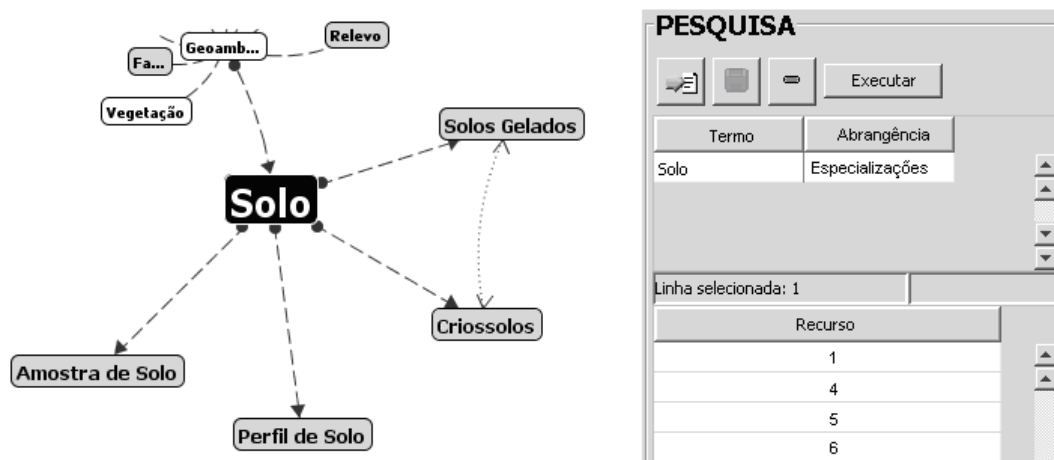 Relevo
Geoamb...
Fa...
Vegetação
Solos Gelados
Solo
Criossolos
Amostra de Solo
Perfil de Solo
PESQUISA
Executar
Termo Abrangência
Solo Especializações
Linha selecionada: 1
Recurso
1
4
5
6